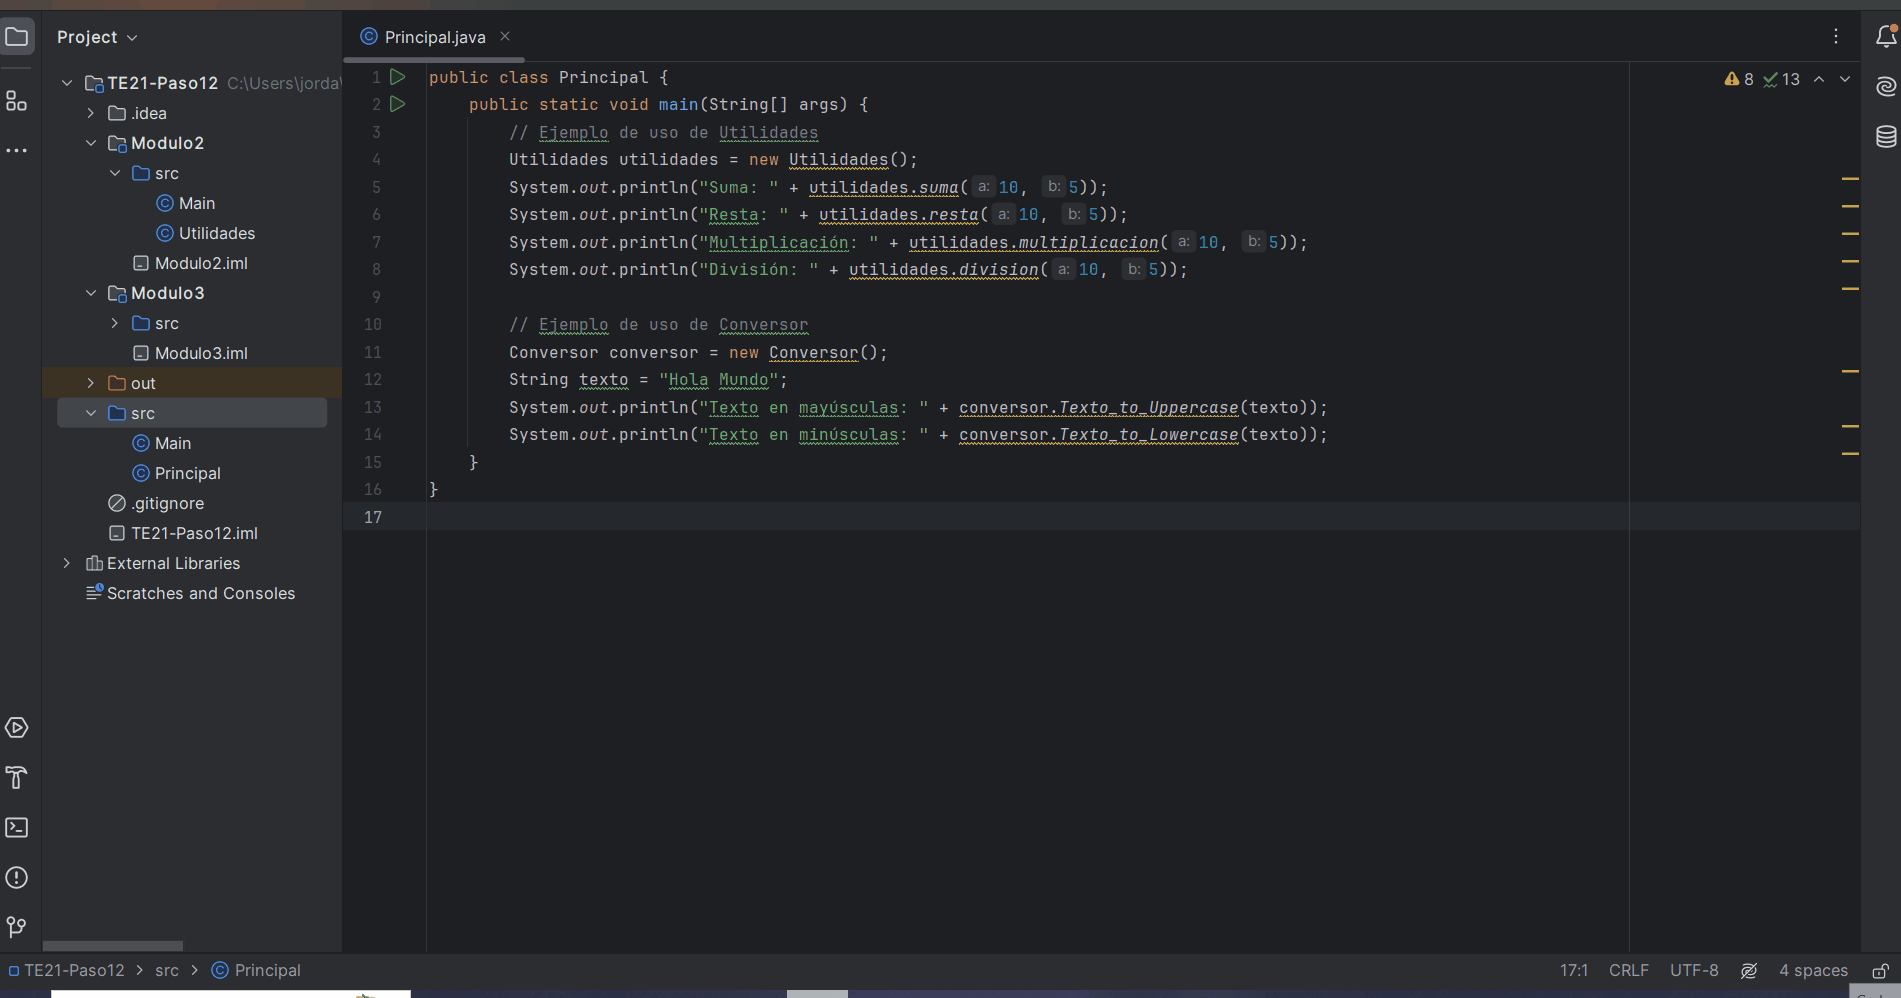 Project
TE21-Paso12 C:\Users\jorda\
.idea
Modulo2
src
Main
Utilidades
Modulo2.iml
Modulo3
src
Modulo3.iml
out
src
Main
Principal
.gitignore
TE21-Paso12.iml
External Libraries
Scratches and Consoles
Principal.java
8 13
1 public class Principal {
2 public static void main(String[] args) {
3 // Ejemplo de uso de Utilidades
4 Utilidades utilidades = new Utilidades();
5 System.out.println("Suma: " + utilidades.suma( a: 10, b: 5));
6 System.out.println("Resta: " + utilidades.resta( a: 10, b: 5));
7 System.out.println("Multiplicación: " + utilidades.multiplicacion( a: 10, b: 5));
8 System.out.println("División: " + utilidades.division( a: 10, b: 5));
9
10 // Ejemplo de uso de Conversor
11 Conversor conversor = new Conversor();
12 String texto = "Hola Mundo";
13 System.out.println("Texto en mayúsculas: " + conversor.Texto_to_Uppercase(texto));
14 System.out.println("Texto en minúsculas: " + conversor.Texto_to_Lowercase(texto));
15 }
16 }
17
TE21-Paso12 > src > Principal
17:1 CRLF UTF-8 4 spaces